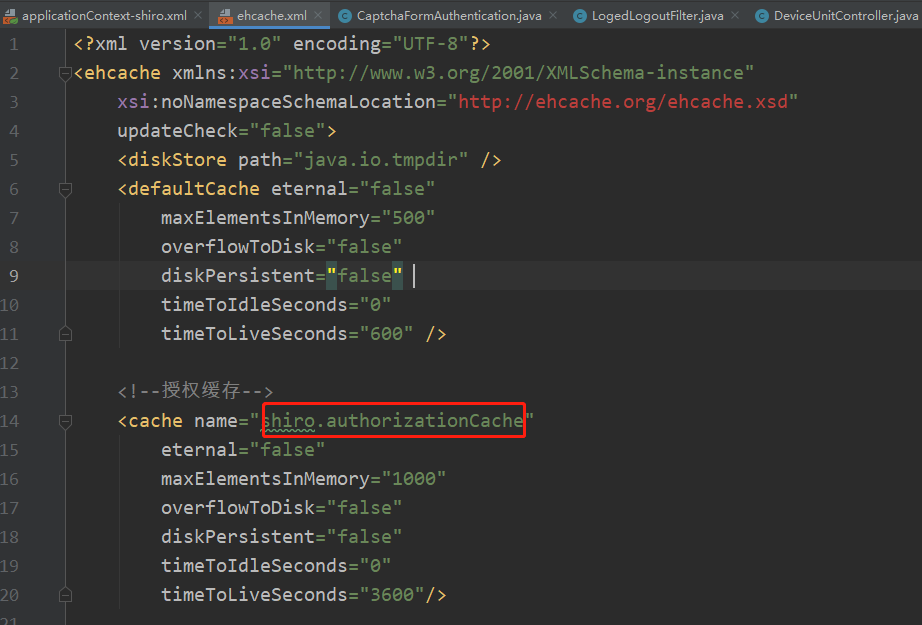 applicationContext-shiro.xml ehcache.xml CaptchaFormAuthentication.java LogedLogoutFilter.java DeviceUnitController.java
1 <?xml version="1.0" encoding="UTF-8"?>
2 <ehcache xmlns:xsi="http://www.w3.org/2001/XMLSchema-instance"
3 xsi:noNamespaceSchemaLocation="http://ehcache.org/ehcache.xsd"
4 updateCheck="false">
5 <diskStore path="java.io.tmpdir" />
6 <defaultCache eternal="false"
7 maxElementsInMemory="500"
8 overflowToDisk="false"
9 diskPersistent="false"
10 timeToIdleSeconds="0"
11 timeToLiveSeconds="600" />
12
13 <!--授权缓存-->
14 <cache name="shiro.authorizationCache"
15 eternal="false"
16 maxElementsInMemory="1000"
17 overflowToDisk="false"
18 diskPersistent="false"
19 timeToIdleSeconds="0"
20 timeToLiveSeconds="3600"/>
21